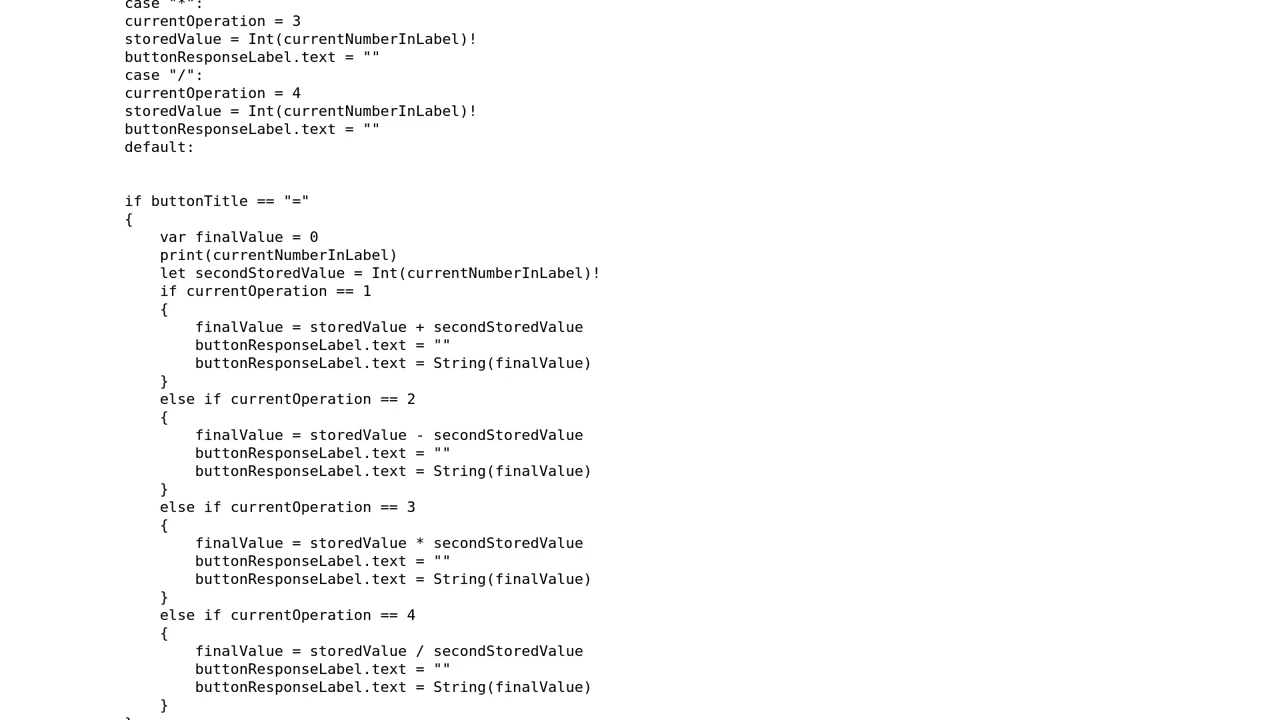 case "*":
currentOperation = 3
storedValue = Int(currentNumberInLabel)!
buttonResponseLabel.text = ""
case "/":
currentOperation = 4
storedValue = Int(currentNumberInLabel)!
buttonResponseLabel.text = ""
default:
if buttonTitle == "="
{
    var finalValue = 0
    print(currentNumberInLabel)
    let secondStoredValue = Int(currentNumberInLabel)!
    if currentOperation == 1
    {
        finalValue = storedValue + secondStoredValue
        buttonResponseLabel.text = ""
        buttonResponseLabel.text = String(finalValue)
    }
    else if currentOperation == 2
    {
        finalValue = storedValue - secondStoredValue
        buttonResponseLabel.text = ""
        buttonResponseLabel.text = String(finalValue)
    }
    else if currentOperation == 3
    {
        finalValue = storedValue * secondStoredValue
        buttonResponseLabel.text = ""
        buttonResponseLabel.text = String(finalValue)
    }
    else if currentOperation == 4
    {
        finalValue = storedValue / secondStoredValue
        buttonResponseLabel.text = ""
        buttonResponseLabel.text = String(finalValue)
    }
}